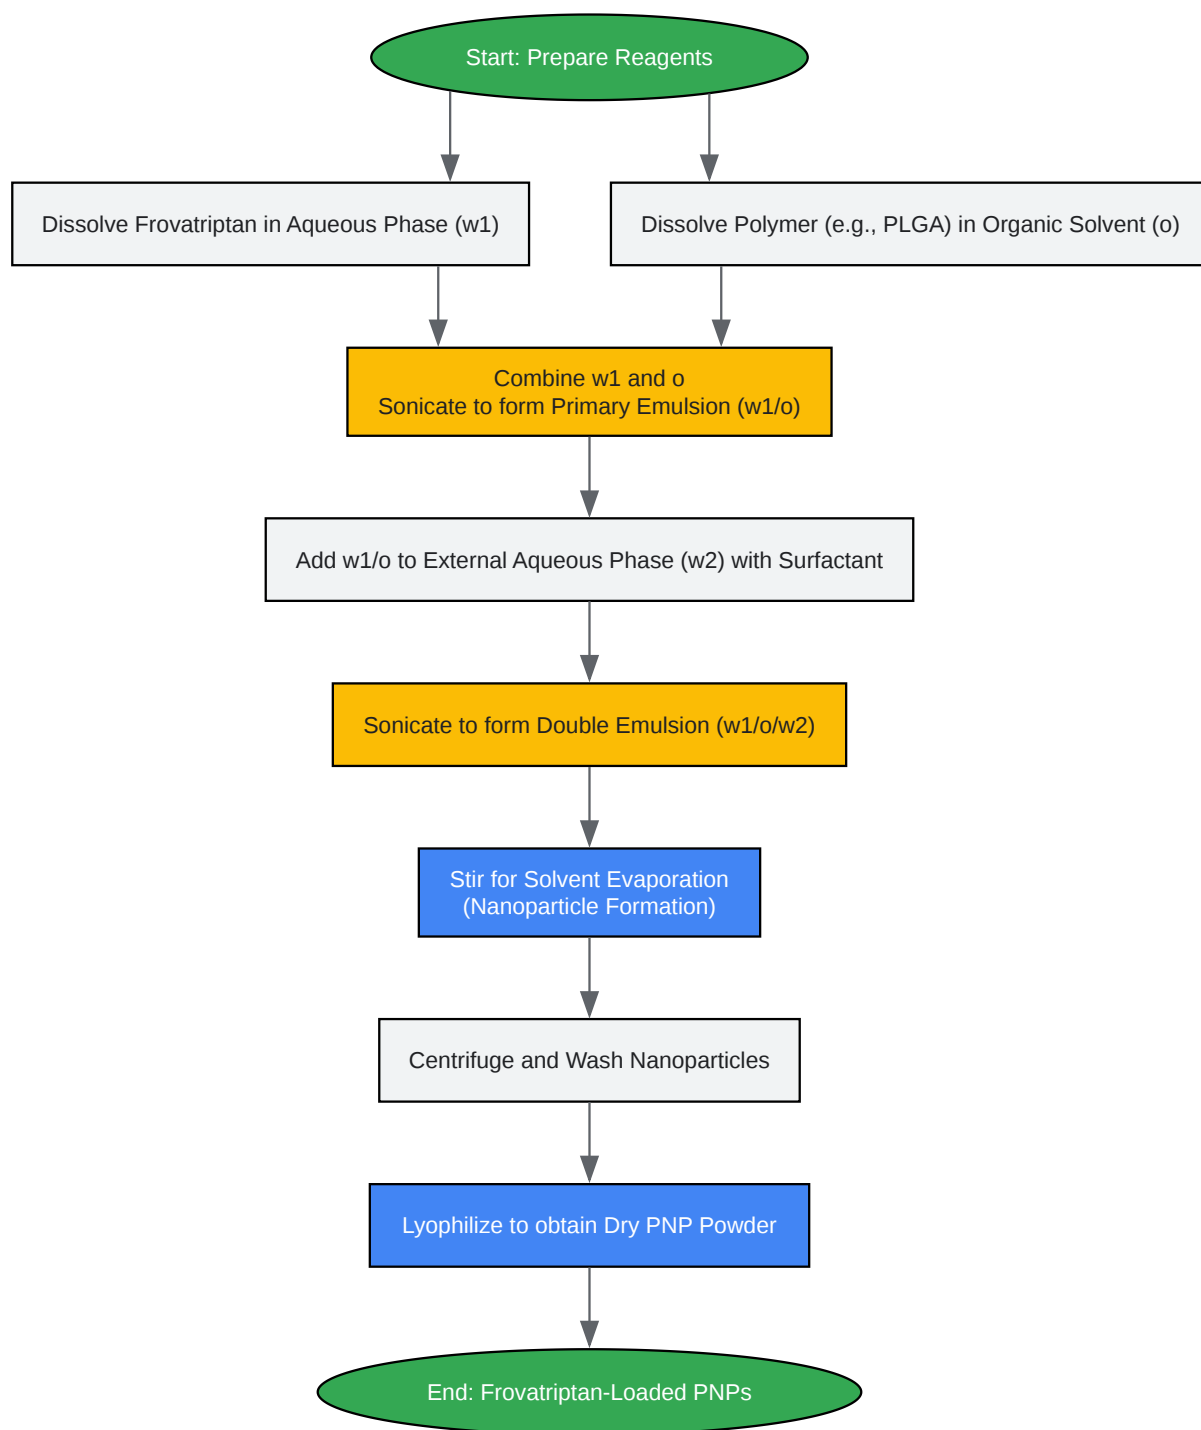 Start: Prepare Reagents
Dissolve Frovatriptan in Aqueous Phase (w1)
Dissolve Polymer (e.g., PLGA) in Organic Solvent (o)
Combine w1 and o
Sonicate to form Primary Emulsion (w1/o)
Add w1/o to External Aqueous Phase (w2) with Surfactant
Sonicate to form Double Emulsion (w1/o/w2)
Stir for Solvent Evaporation
(Nanoparticle Formation)
Centrifuge and Wash Nanoparticles
Lyophilize to obtain Dry PNP Powder
End: Frovatriptan-Loaded PNPs